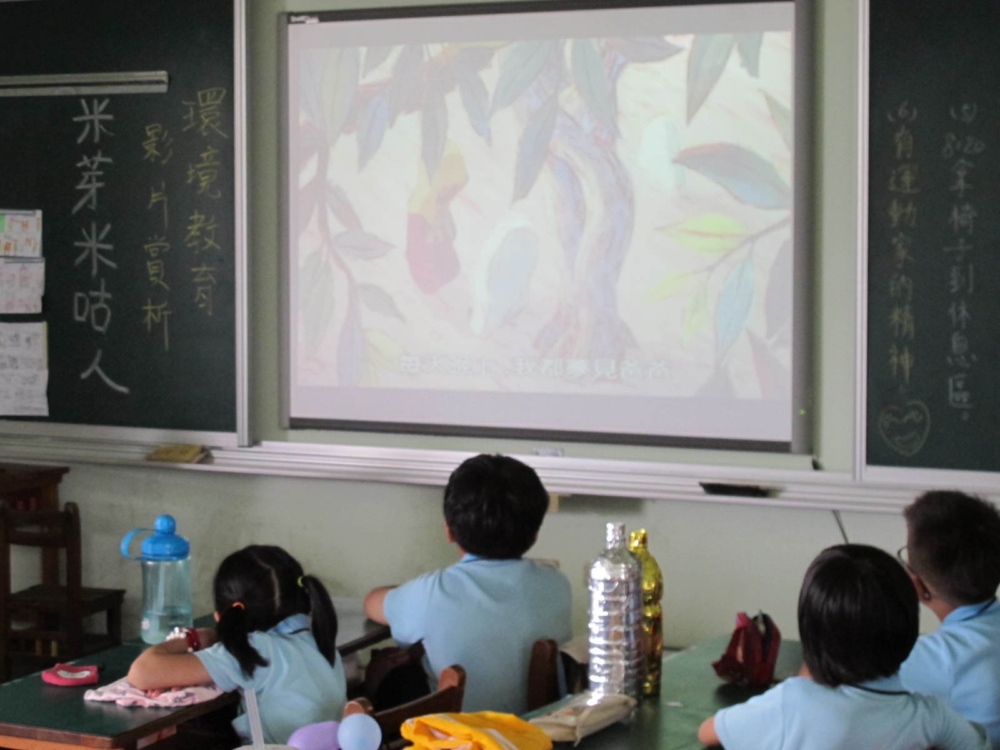 環境教育
影片賞析
米芽米咕人
每天晚上 我都夢見爸爸
(5) 8:20拿椅子到休息區。
(6)有運動家的精神